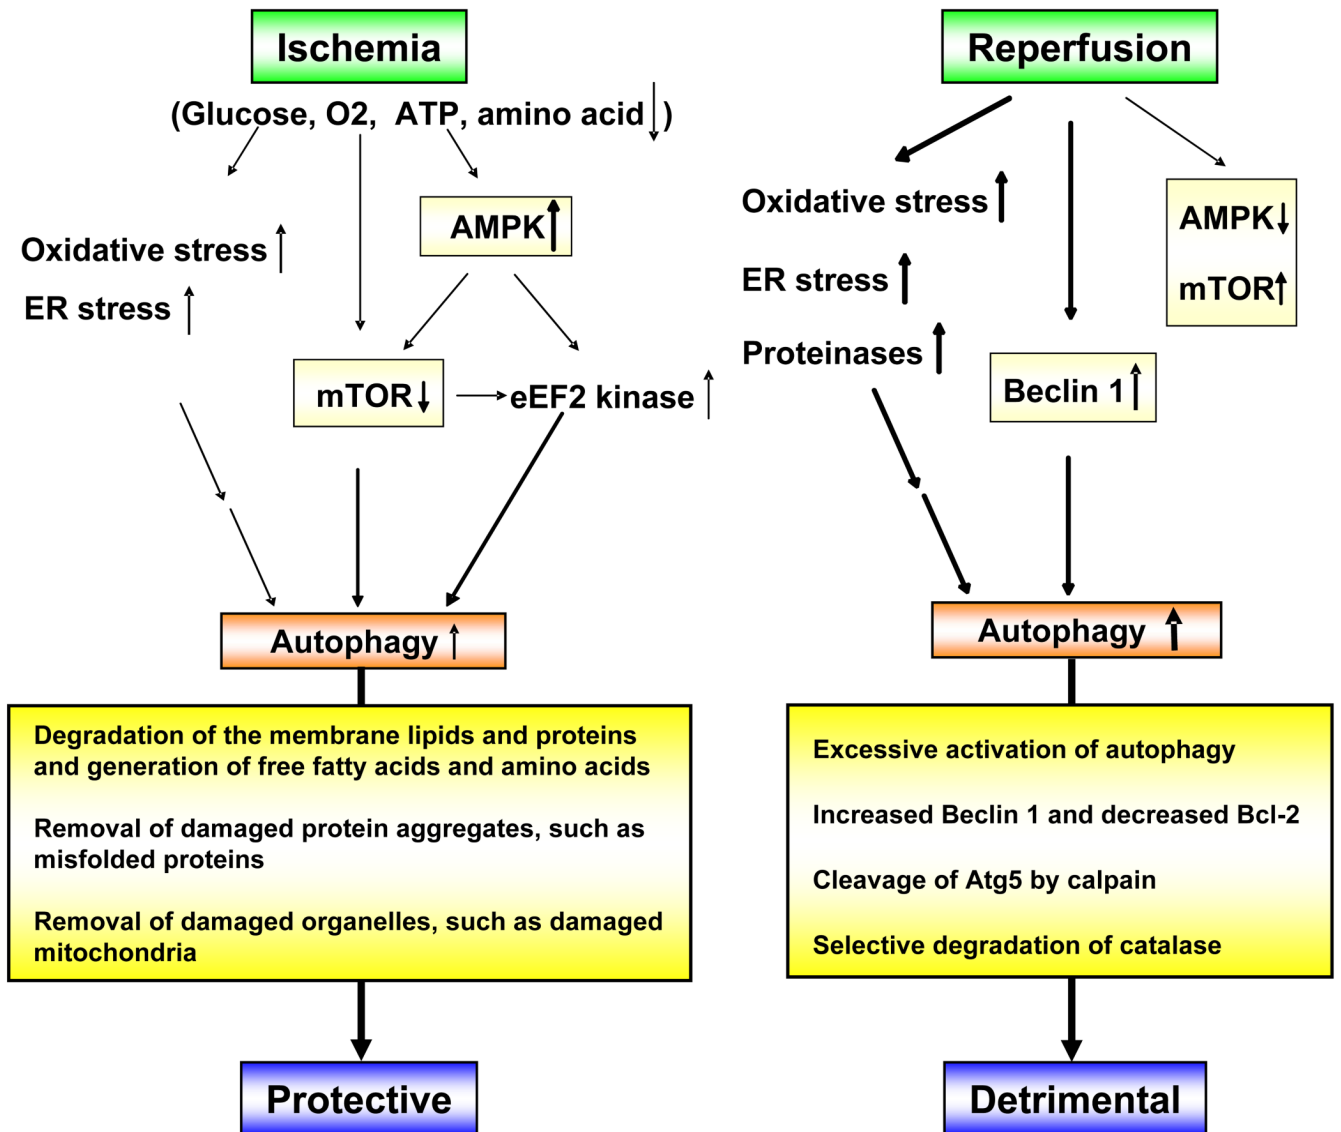 Ischemia
(Glucose, O2, ATP, amino acid↓)
AMPK↑
Oxidative stress↑
ER stress↑
mTOR↓
eEF2 kinase↑
Autophagy↑
Degradation of the membrane lipids and proteins
and generation of free fatty acids and amino acids
Removal of damaged protein aggregates, such as
misfolded proteins
Removal of damaged organelles, such as damaged
mitochondria
Protective
Reperfusion
Oxidative stress↑
ER stress↑
Proteinases↑
AMPK↓
mTOR↑
Beclin 1↑
Autophagy↑
Excessive activation of autophagy
Increased Beclin 1 and decreased Bcl-2
Cleavage of Atg5 by calpain
Selective degradation of catalase
Detrimental